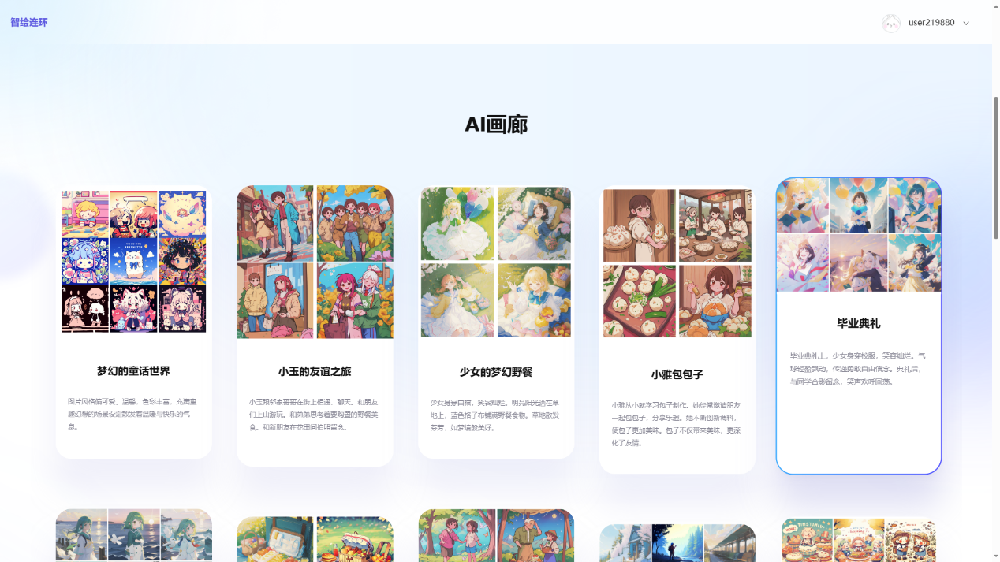 智绘连环
user219880
AI画廊
梦幻的童话世界
图片风格偏可爱、温馨，色彩丰富，充满童
趣幻想的场景设定散发着温暖与快乐的气
息。
小玉的友谊之旅
小玉跟邻家哥哥在街上相遇，聊天。和朋友
们上山游玩。和弟弟思考着要购置的野餐美
食。和新朋友在花田间拍照留念。
少女的梦幻野餐
少女身穿白裙，笑容灿烂。明亮阳光洒在草
地上，蓝色格子布铺满野餐食物。草地散发
芬芳，如梦境般美好。
小雅包包子
小雅从小就学习包子制作。她经常邀请朋友
一起包包子，分享乐趣。她不断创新调料，
使包子更加美味。包子不仅带来美味，更深
化了友情。
毕业典礼
毕业典礼上，少女身穿校服，笑容灿烂。气
球轻盈飘动，传递勇敢自由信念。典礼后，
与同学合影留念，笑声欢呼回荡。